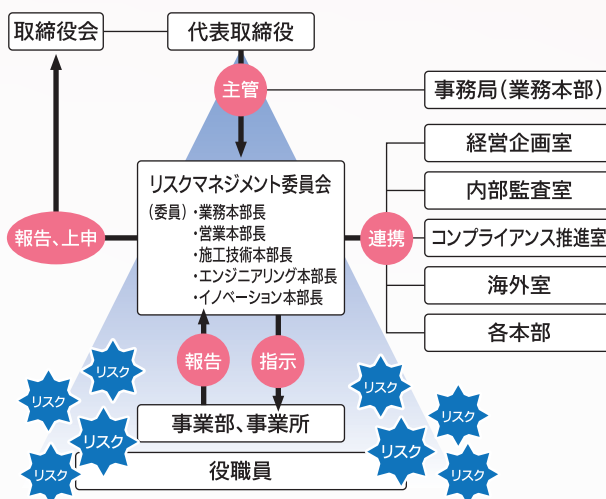 取締役会
代表取締役
主管
事務局（業務本部）
経営企画室
内部監査室
コンプライアンス推進室
海外室
各本部
連携
報告、上申
リスクマネジメント委員会
（委員）・業務本部長
・営業本部長
・施工技術本部長
・エンジニアリング本部長
・イノベーション本部長
報告
指示
事業部、事業所
役職員
リスク
リスク
リスク
リスク
リスク
リスク
リスク
リスク